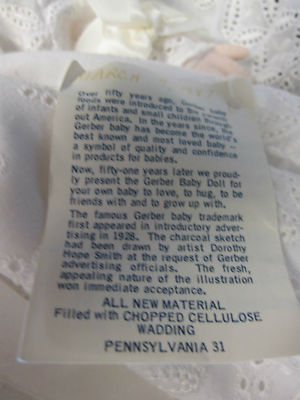 MARCH
Over fifty years ago, Gerber baby
foods were introduced to the parents
of infants and small children through-
out America. In the years since, the
Gerber baby has become the world's
best known and most loved baby --
a symbol of quality and confidence
in products for babies.
Now, fifty-one years later we proud-
ly present the Gerber Baby Doll for
your own baby to love, to hug, to be
friends with and to grow up with.
The famous Gerber baby trademark
first appeared in introductory adver-
tising in 1928. The charcoal sketch
had been drawn by artist Dorothy
Hope Smith at the request of Gerber
advertising officials. The fresh,
appealing nature of the illustration
won immediate acceptance.
ALL NEW MATERIAL
Filled with CHOPPED CELLULOSE
WADDING
PENNSYLVANIA 31